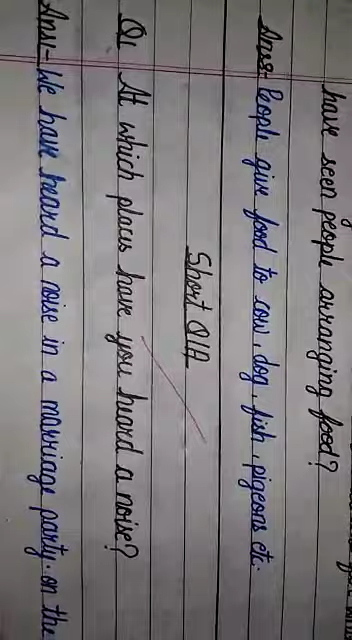 have seen people arranging food?
Ans:- People give food to cow, dog, fish, pigeons etc.
Short Q/A
Q1 At which places have you heard a noise?
Ans:- We have heard a noise in a marriage party. on the